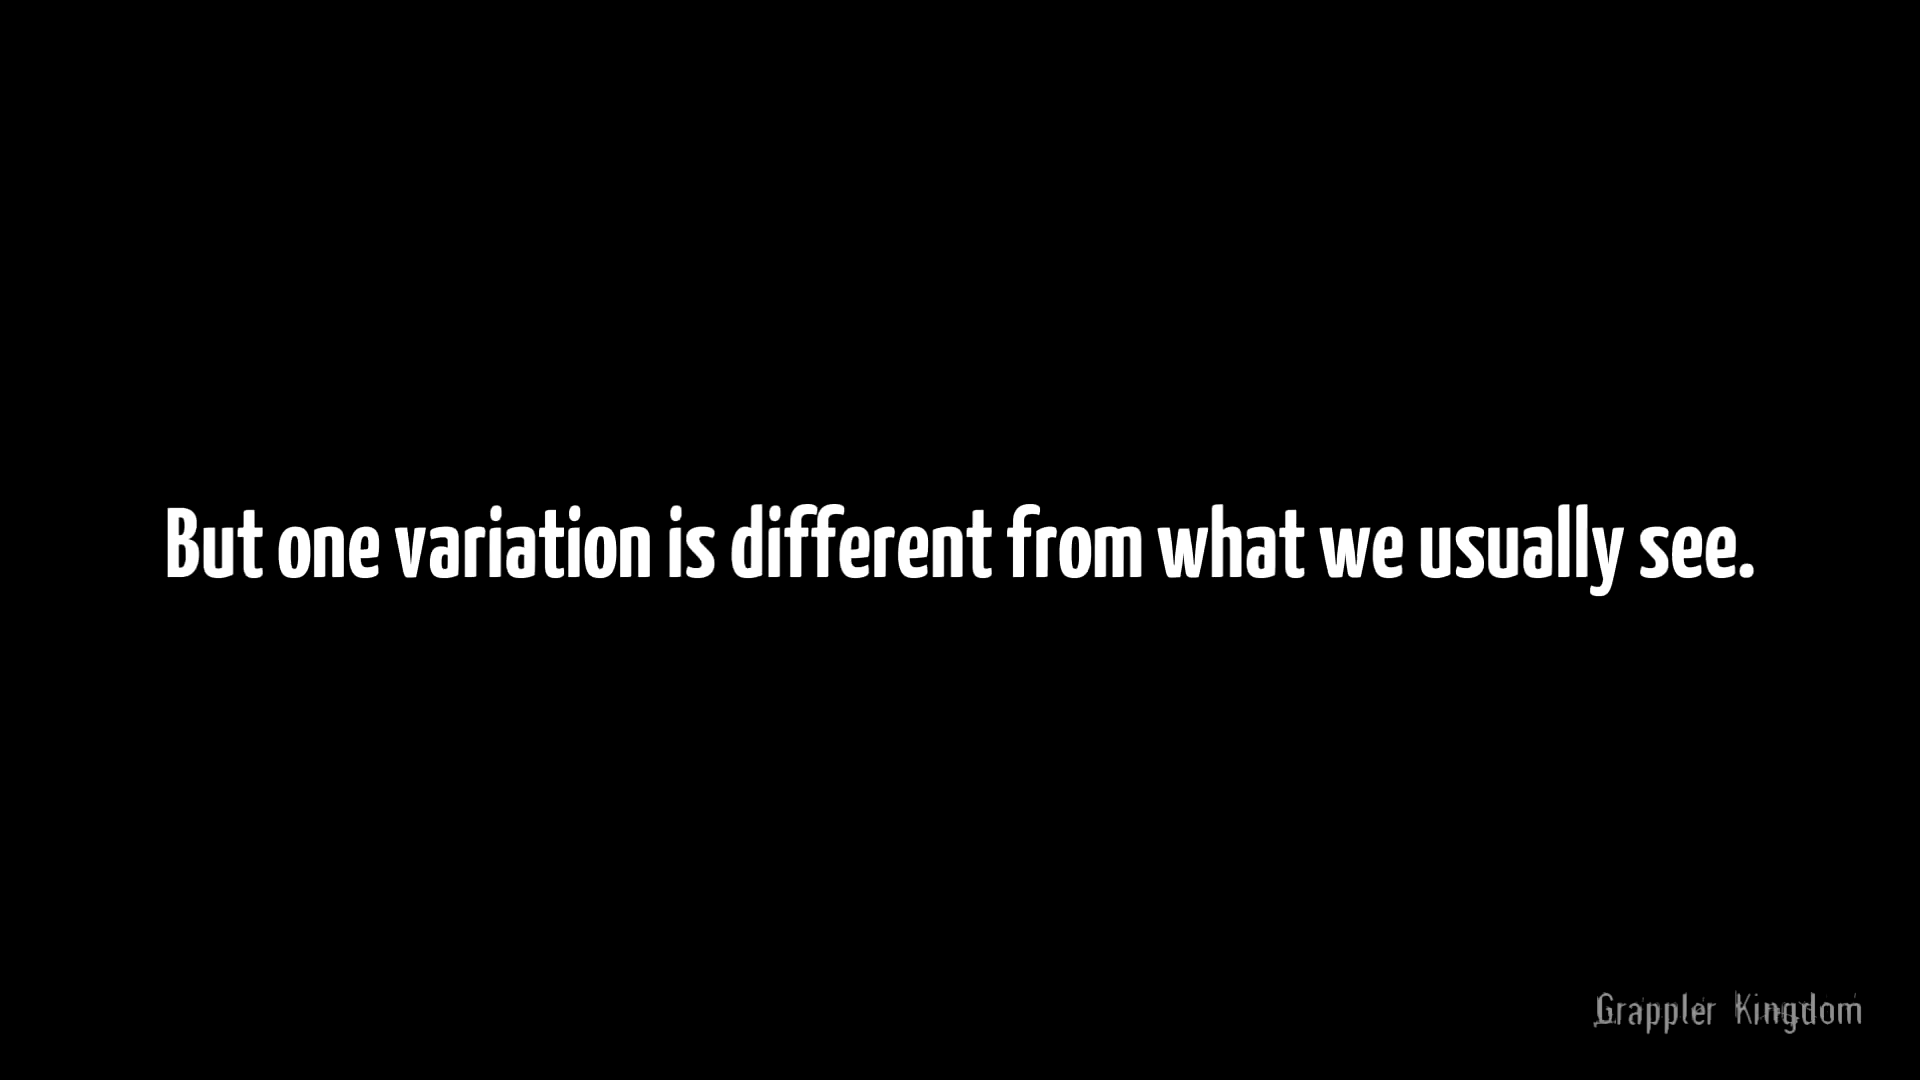 But one variation is different from what we usually see.
Grappler Kingdom